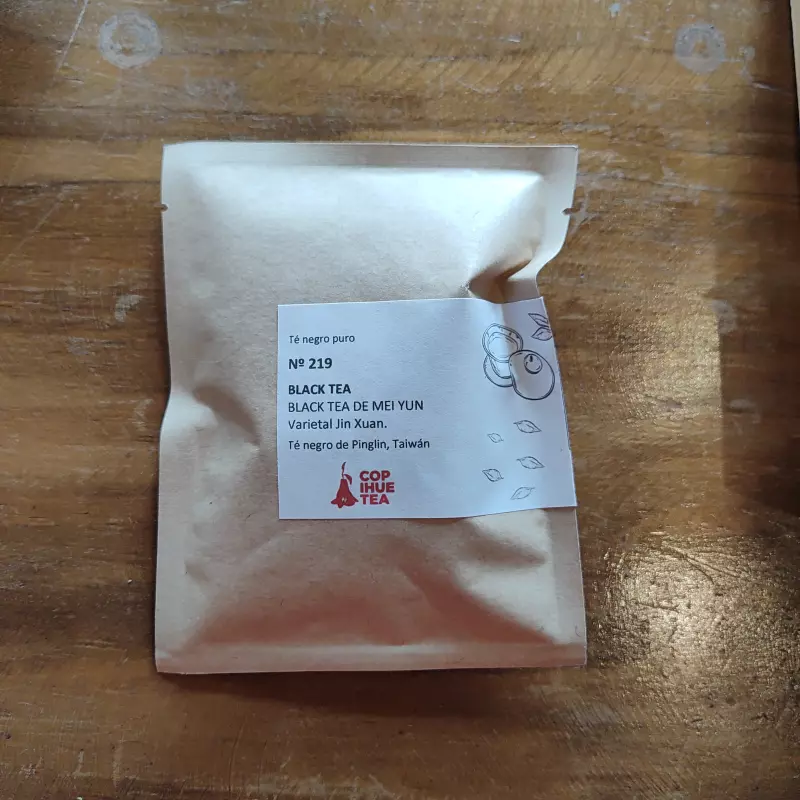 Té negro puro
Nº 219
BLACK TEA
BLACK TEA DE MEI YUN
Varietal Jin Xuan.
Té negro de Pinglin, Taiwán
COP
IHUE
TEA